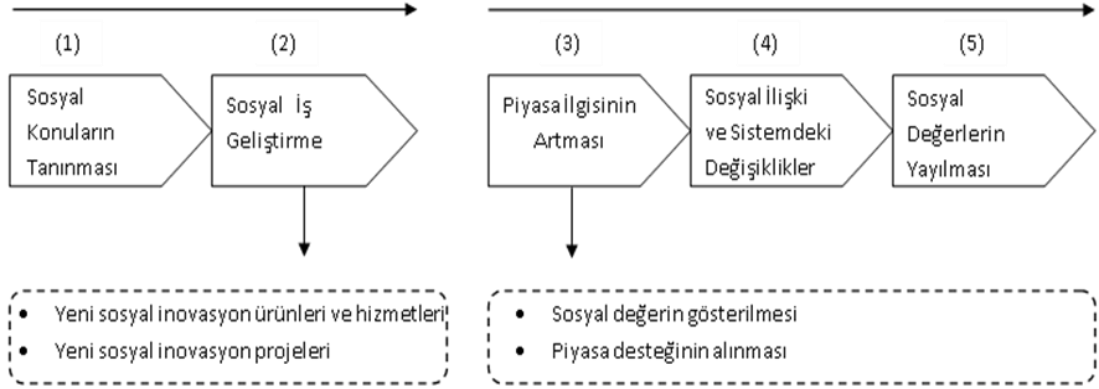 (1)
(2)
(3)
(4)
(5)
Sosyal
Konuların
Tanınması
Sosyal İş
Geliştirme
Piyasa İlgisinin
Artması
Sosyal İlişki
ve Sistemdeki
Değişiklikler
Sosyal
Değerlerin
Yayılması
• Yeni sosyal inovasyon ürünleri ve hizmetleri
• Yeni sosyal inovasyon projeleri
• Sosyal değerin gösterilmesi
• Piyasa desteğinin alınması